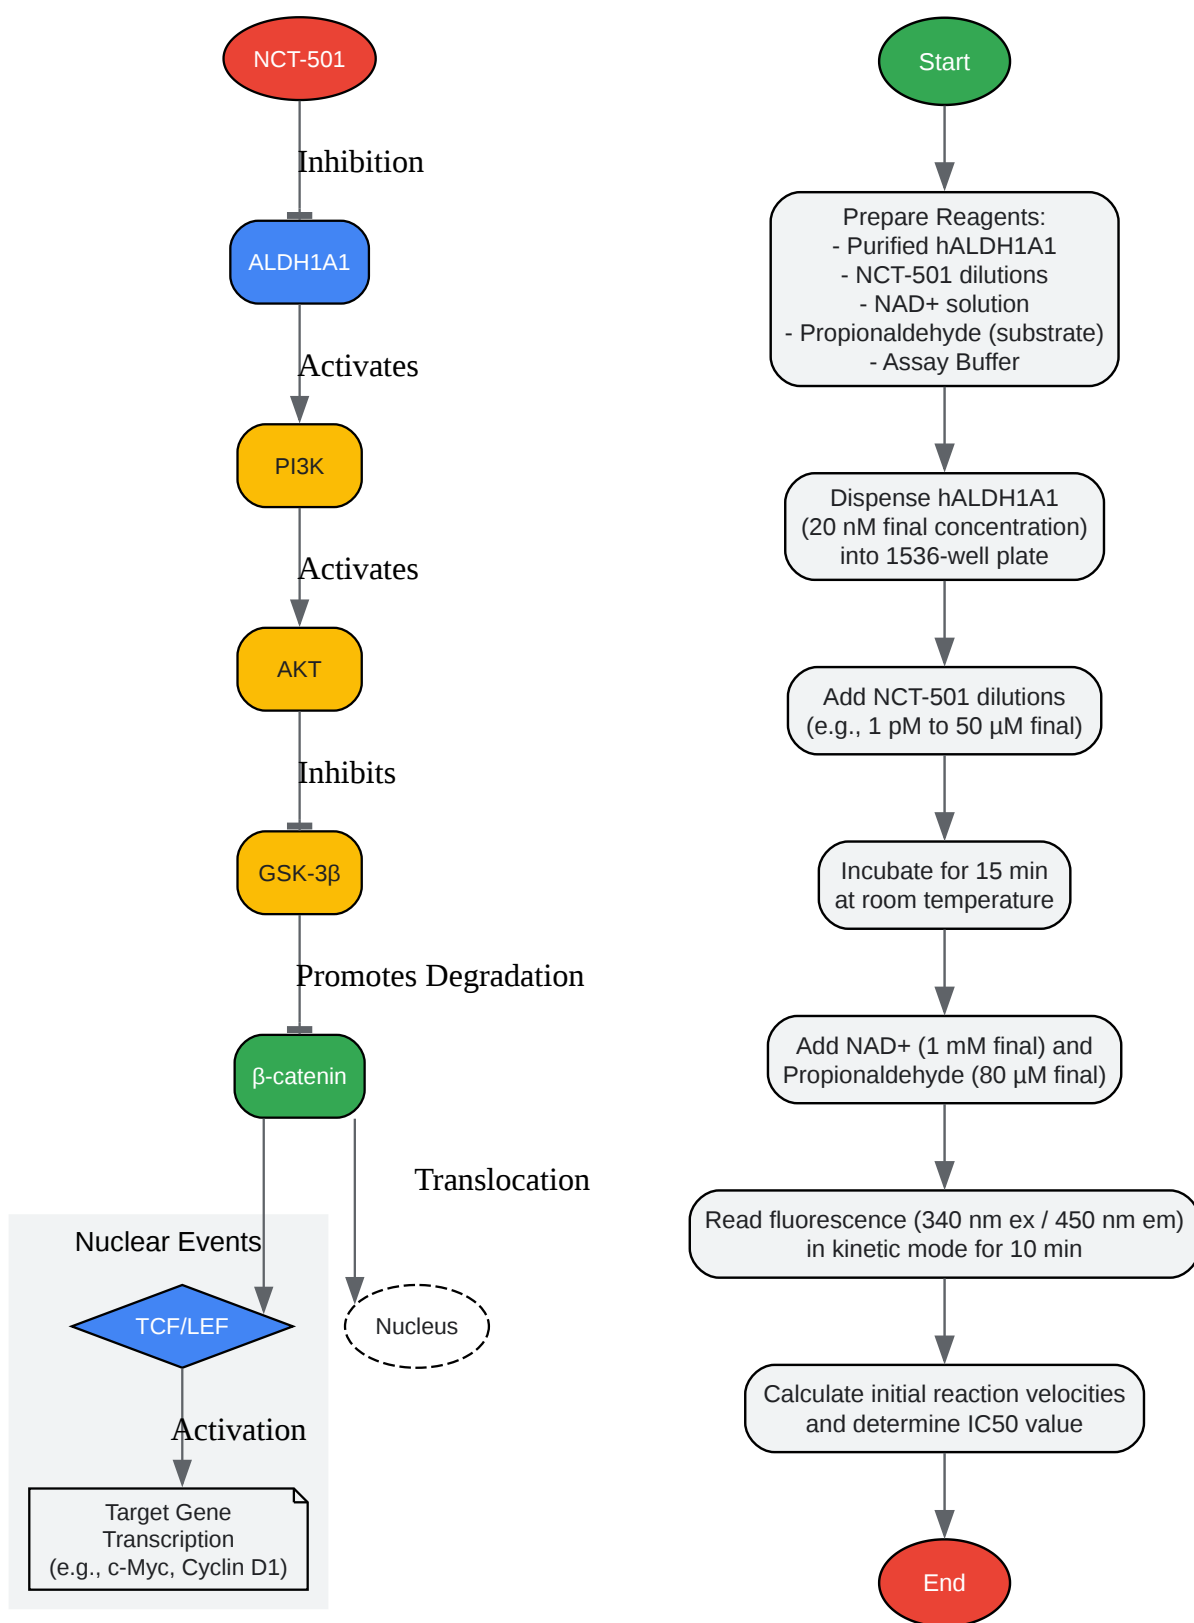 NCT-501
Inhibition
ALDH1A1
Activates
PI3K
Activates
AKT
Inhibits
GSK-3β
Promotes Degradation
β-catenin
Translocation
Nuclear Events
TCF/LEF
Nucleus
Activation
Target Gene
Transcription
(e.g., c-Myc, Cyclin D1)
Start
Prepare Reagents:
- Purified hALDH1A1
- NCT-501 dilutions
- NAD+ solution
- Propionaldehyde (substrate)
- Assay Buffer
Dispense hALDH1A1
(20 nM final concentration)
into 1536-well plate
Add NCT-501 dilutions
(e.g., 1 pM to 50 µM final)
Incubate for 15 min
at room temperature
Add NAD+ (1 mM final) and
Propionaldehyde (80 µM final)
Read fluorescence (340 nm ex / 450 nm em)
in kinetic mode for 10 min
Calculate initial reaction velocities
and determine IC50 value
End